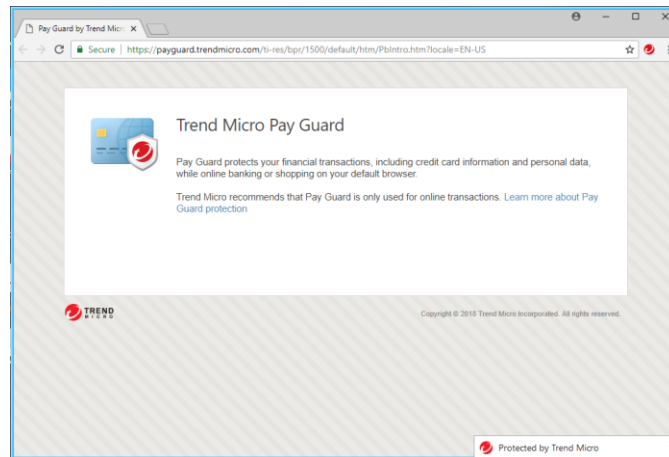 Pay Guard by Trend Micr
Secure | https://payguard.trendmicro.com/ti-res/bpr/1500/default/htm/PbIntro.htm?locale=EN-US
Trend Micro Pay Guard
Pay Guard protects your financial transactions, including credit card information and personal data,
while online banking or shopping on your default browser.
Trend Micro recommends that Pay Guard is only used for online transactions. Learn more about Pay
Guard protection
TREND
MICRO
Copyright © 2018 Trend Micro Incorporated. All rights reserved.
Protected by Trend Micro